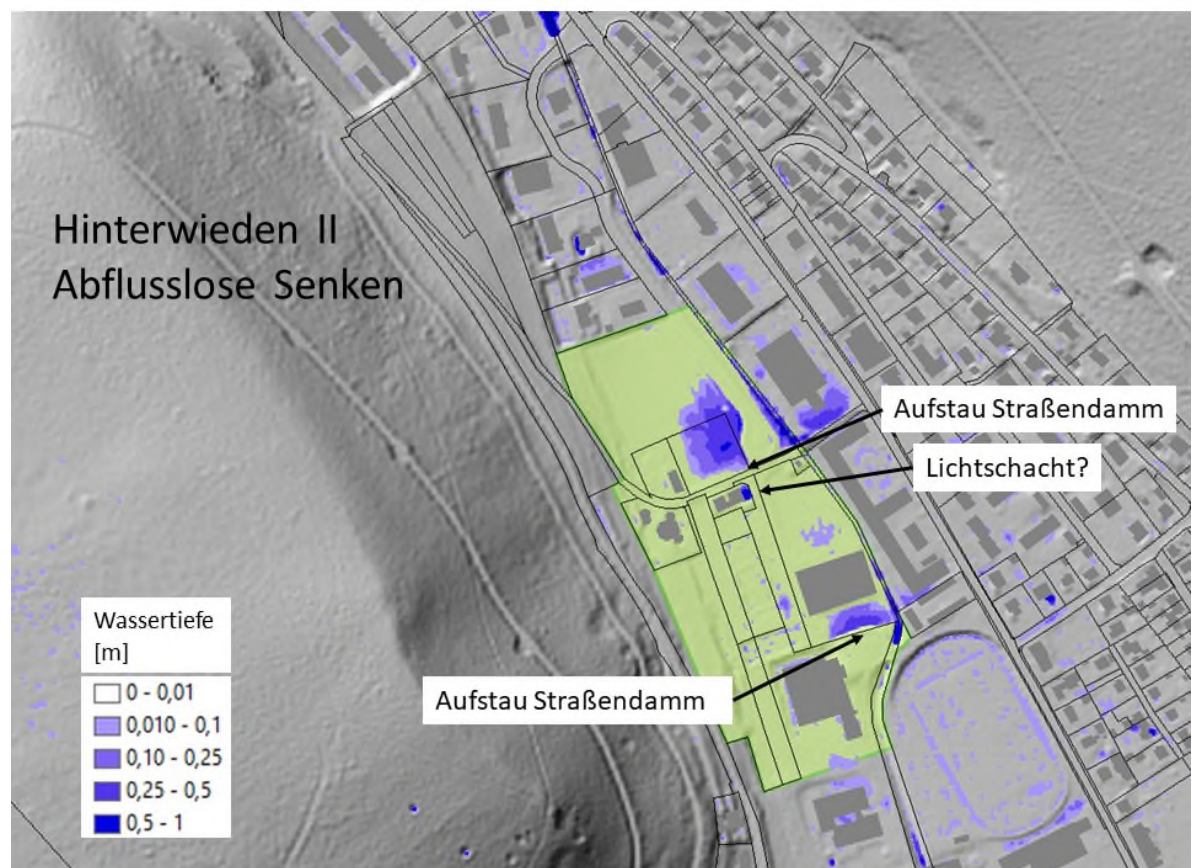 Hinterwieden II
Abflusslose Senken
Aufstau Straßendamm
Lichtschacht?
Aufstau Straßendamm
Wassertiefe
[m]
0 - 0,01
0,010 - 0,1
0,10 - 0,25
0,25 - 0,5
0,5 - 1